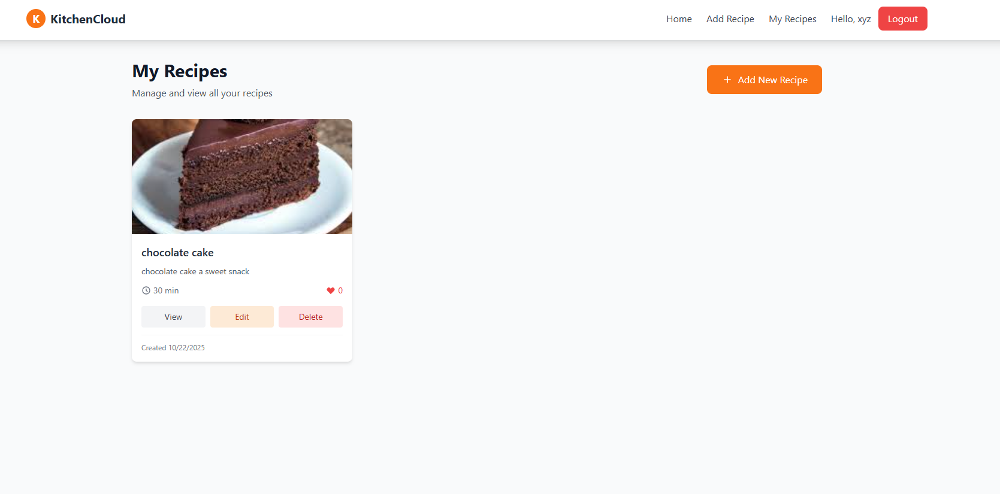 K KitchenCloud Home Add Recipe My Recipes Hello, xyz Logout
My Recipes
Manage and view all your recipes
+ Add New Recipe
chocolate cake
chocolate cake a sweet snack
30 min 0
View Edit Delete
Created 10/22/2025